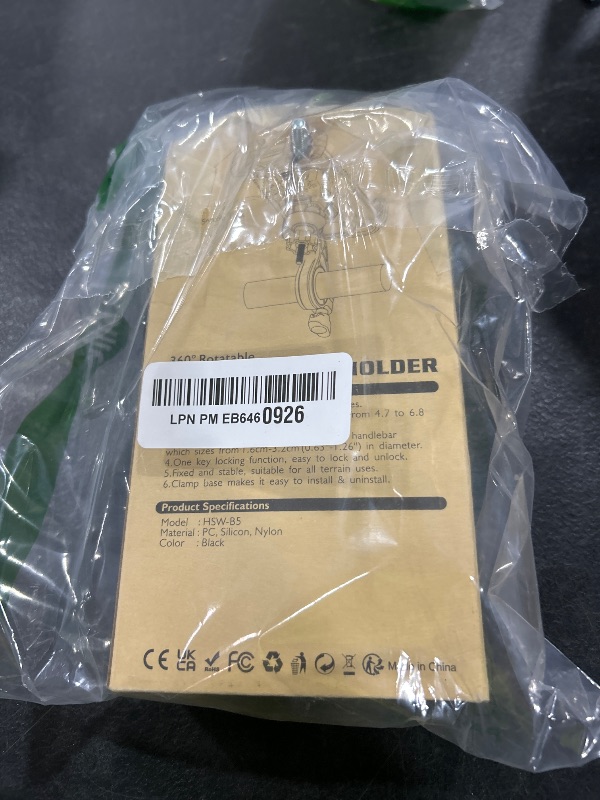 360° Rotatable
HOLDER
LPN PM EB6460926
es.
from 4.7 to 6.8
handlebar
which sizes from 1.6cm-3.2cm(0.63"-1.26") in diameter.
4.One key locking function, easy to lock and unlock.
5.Fixed and stable, suitable for all terrain uses.
6.Clamp base makes it easy to install & uninstall.
Product Specifications
Model : HSW-B5
Material : PC, Silicon, Nylon
Color : Black
CE UK CA RoHS FC Made in China